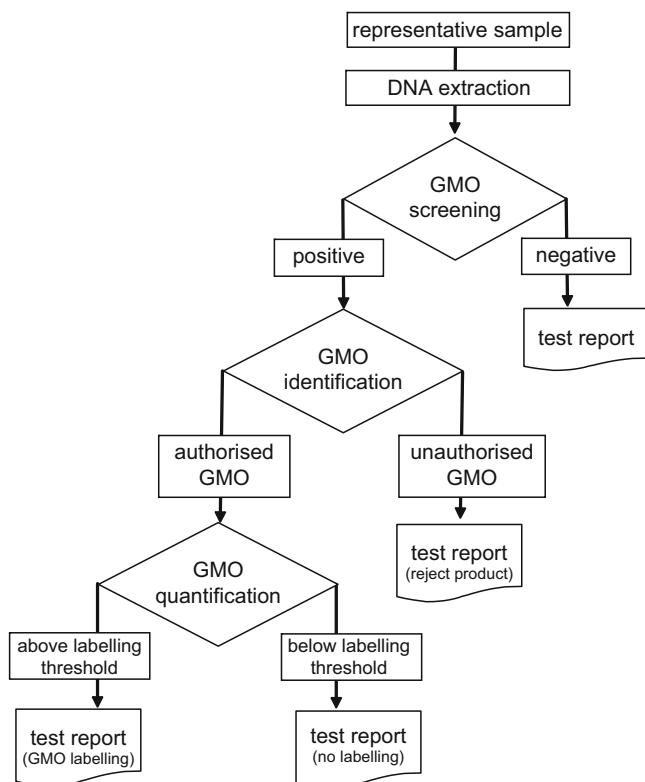 representative sample
DNA extraction
GMO
screening
positive
negative
test report
GMO
identification
authorised
GMO
unauthorised
GMO
test report
(reject product)
GMO
quantification
above labelling
threshold
below labelling
threshold
test report
(GMO labelling)
test report
(no labelling)